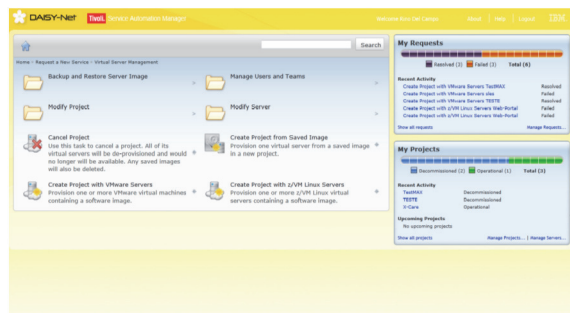 DAISY-Net Tivoli. Service Automation Manager
Welcome
About Help Logout IBM.
Search
Home > Request a New Service > Virtual Server Management
Backup and Restore Server Image
Manage Users and Teams
Modify Project
Modify Server
Cancel Project
Use this task to cancel a project. All of its
virtual servers will be de-provisioned and would
no longer will be available. Any saved images
will also be deleted.
Create Project from Saved Image
Provision one virtual server from a saved image
in a new project.
Create Project with VMware Servers
Provision one or more VMware virtual machines
containing a software image.
Create Project with z/VM Linux Servers
Provision one or more z/VM Linux virtual
servers containing a software image.
My Requests
Resolved (3) Failed (3) Total (6)
Recent Activity
Create Project with VMware Servers TestMAX Resolved
Create Project with VMware Servers Failed
Create Project with VMware Servers TESTE Resolved
Create Project with z/VM Linux Servers Web-Portal Failed
Create Project with z/VM Linux Servers Web-Portal Failed
Show all requests Manage Requests...
My Projects
Decommissioned (2) Operational (1) Total (3)
Recent Activity
TestMAX Decommissioned
TESTE Decommissioned
X-Care Operational
Upcoming Projects
No upcoming projects
Show all projects Manage Projects... | Manage Servers...